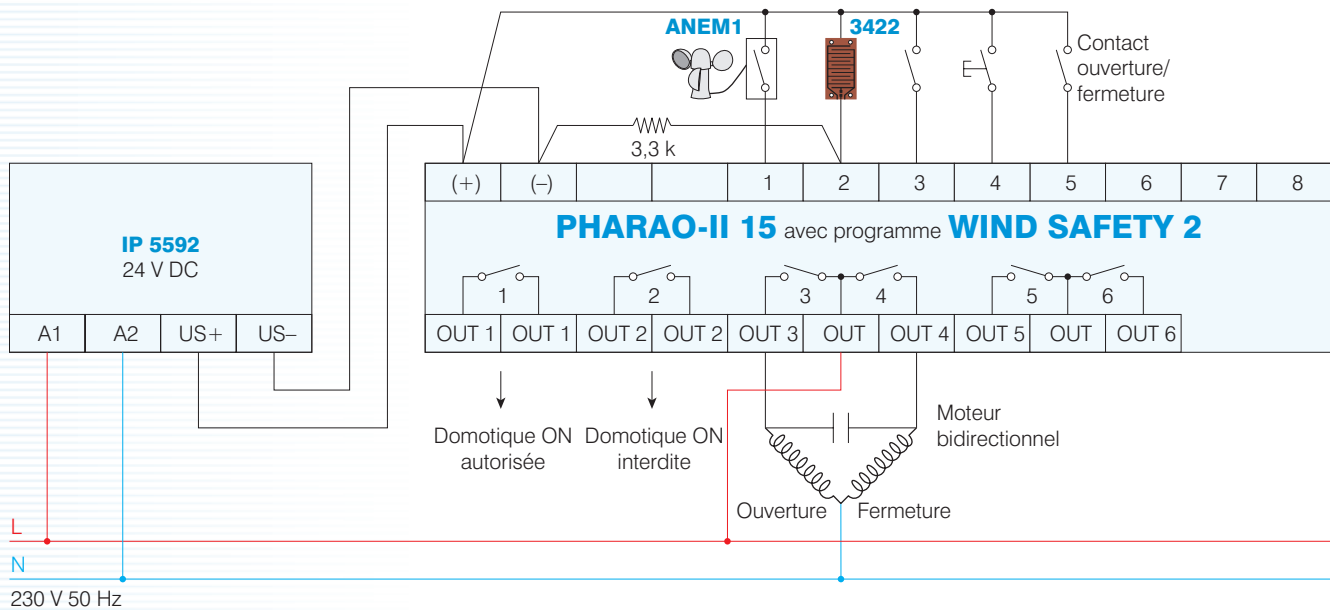 ANEM1
3422
Contact
ouverture/
fermeture
3,3 k
(+) (–) 1 2 3 4 5 6 7 8
IP 5592
24 V DC
PHARAO-II 15 avec programme WIND SAFETY 2
1 2 3 4 5 6
A1 A2 US+ US–
OUT 1 OUT 1 OUT 2 OUT 2 OUT 3 OUT OUT 4 OUT 5 OUT OUT 6
Domotique ON
autorisée
Domotique ON
interdite
Moteur
bidirectionnel
Ouverture Fermeture
L
N
230 V 50 Hz